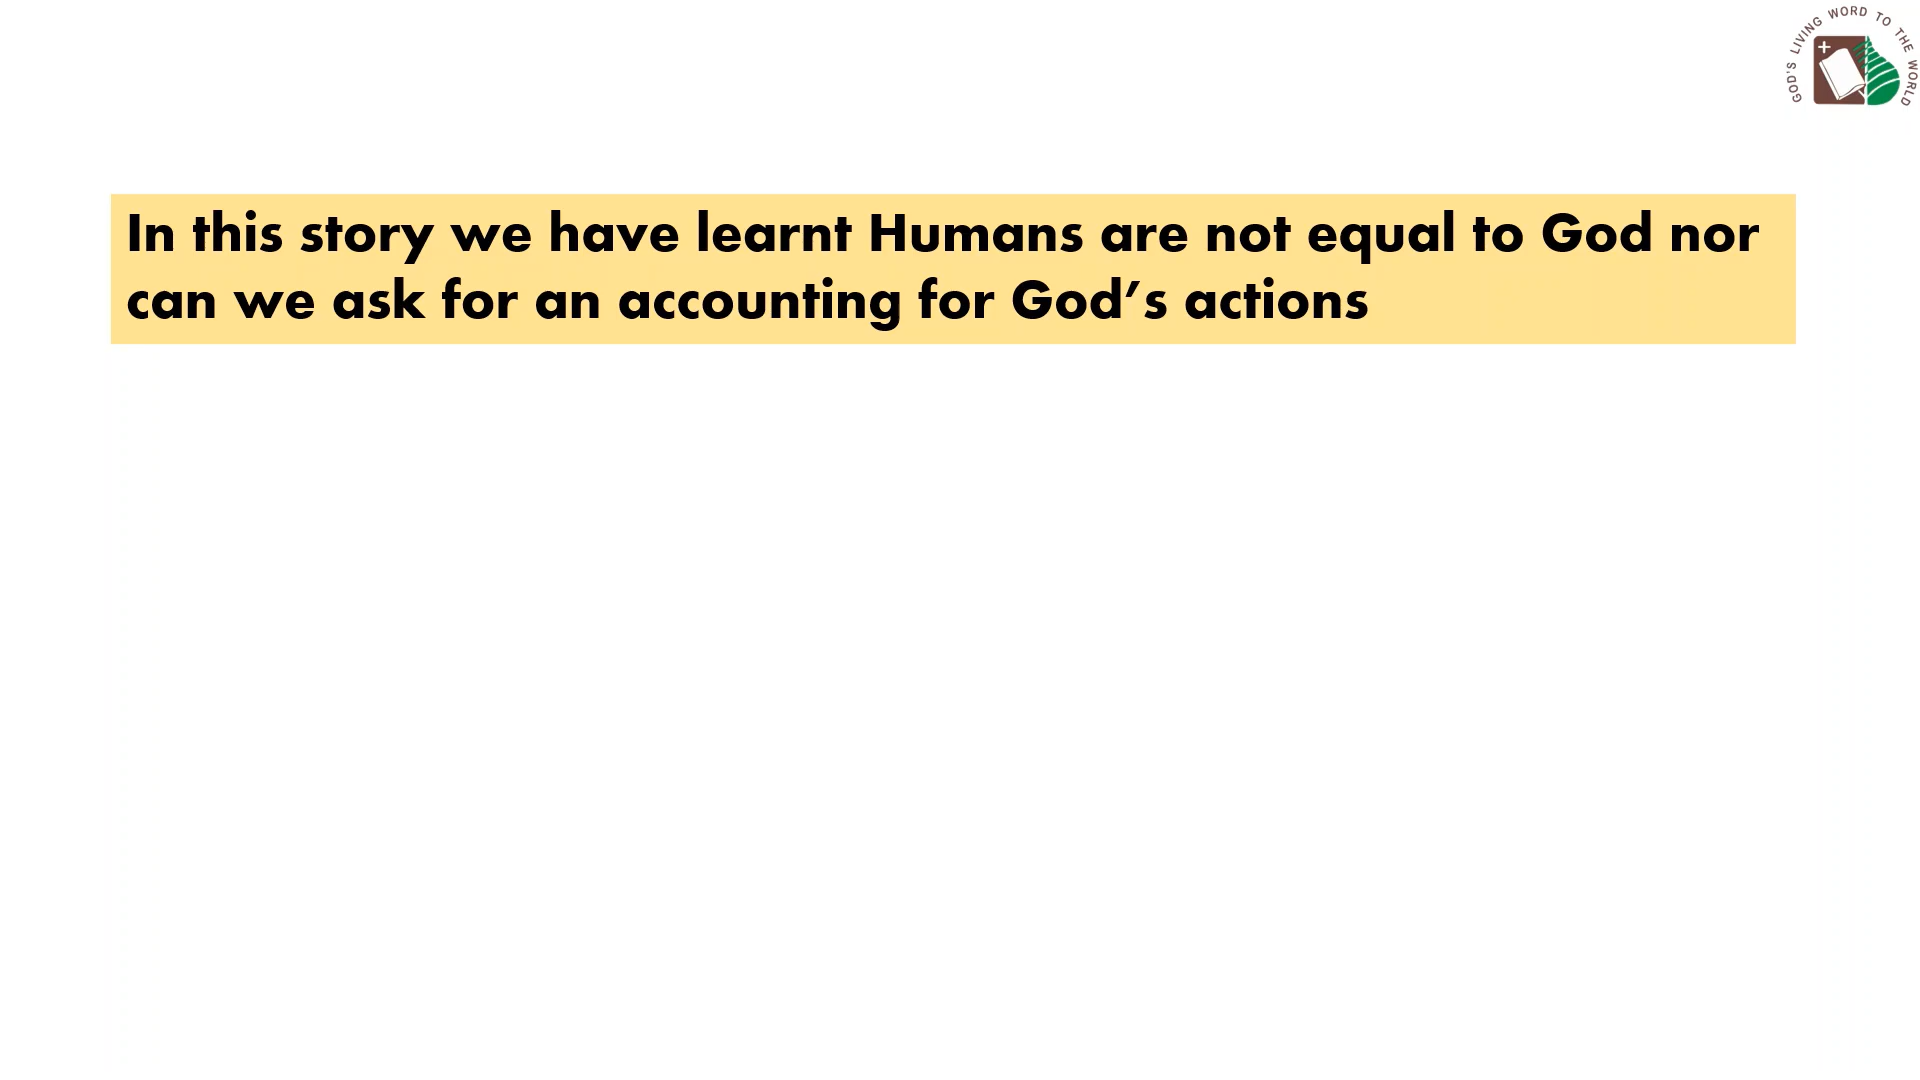 GOD'S LIVING WORD TO THE WORLD
In this story we have learnt Humans are not equal to God nor
can we ask for an accounting for God’s actions